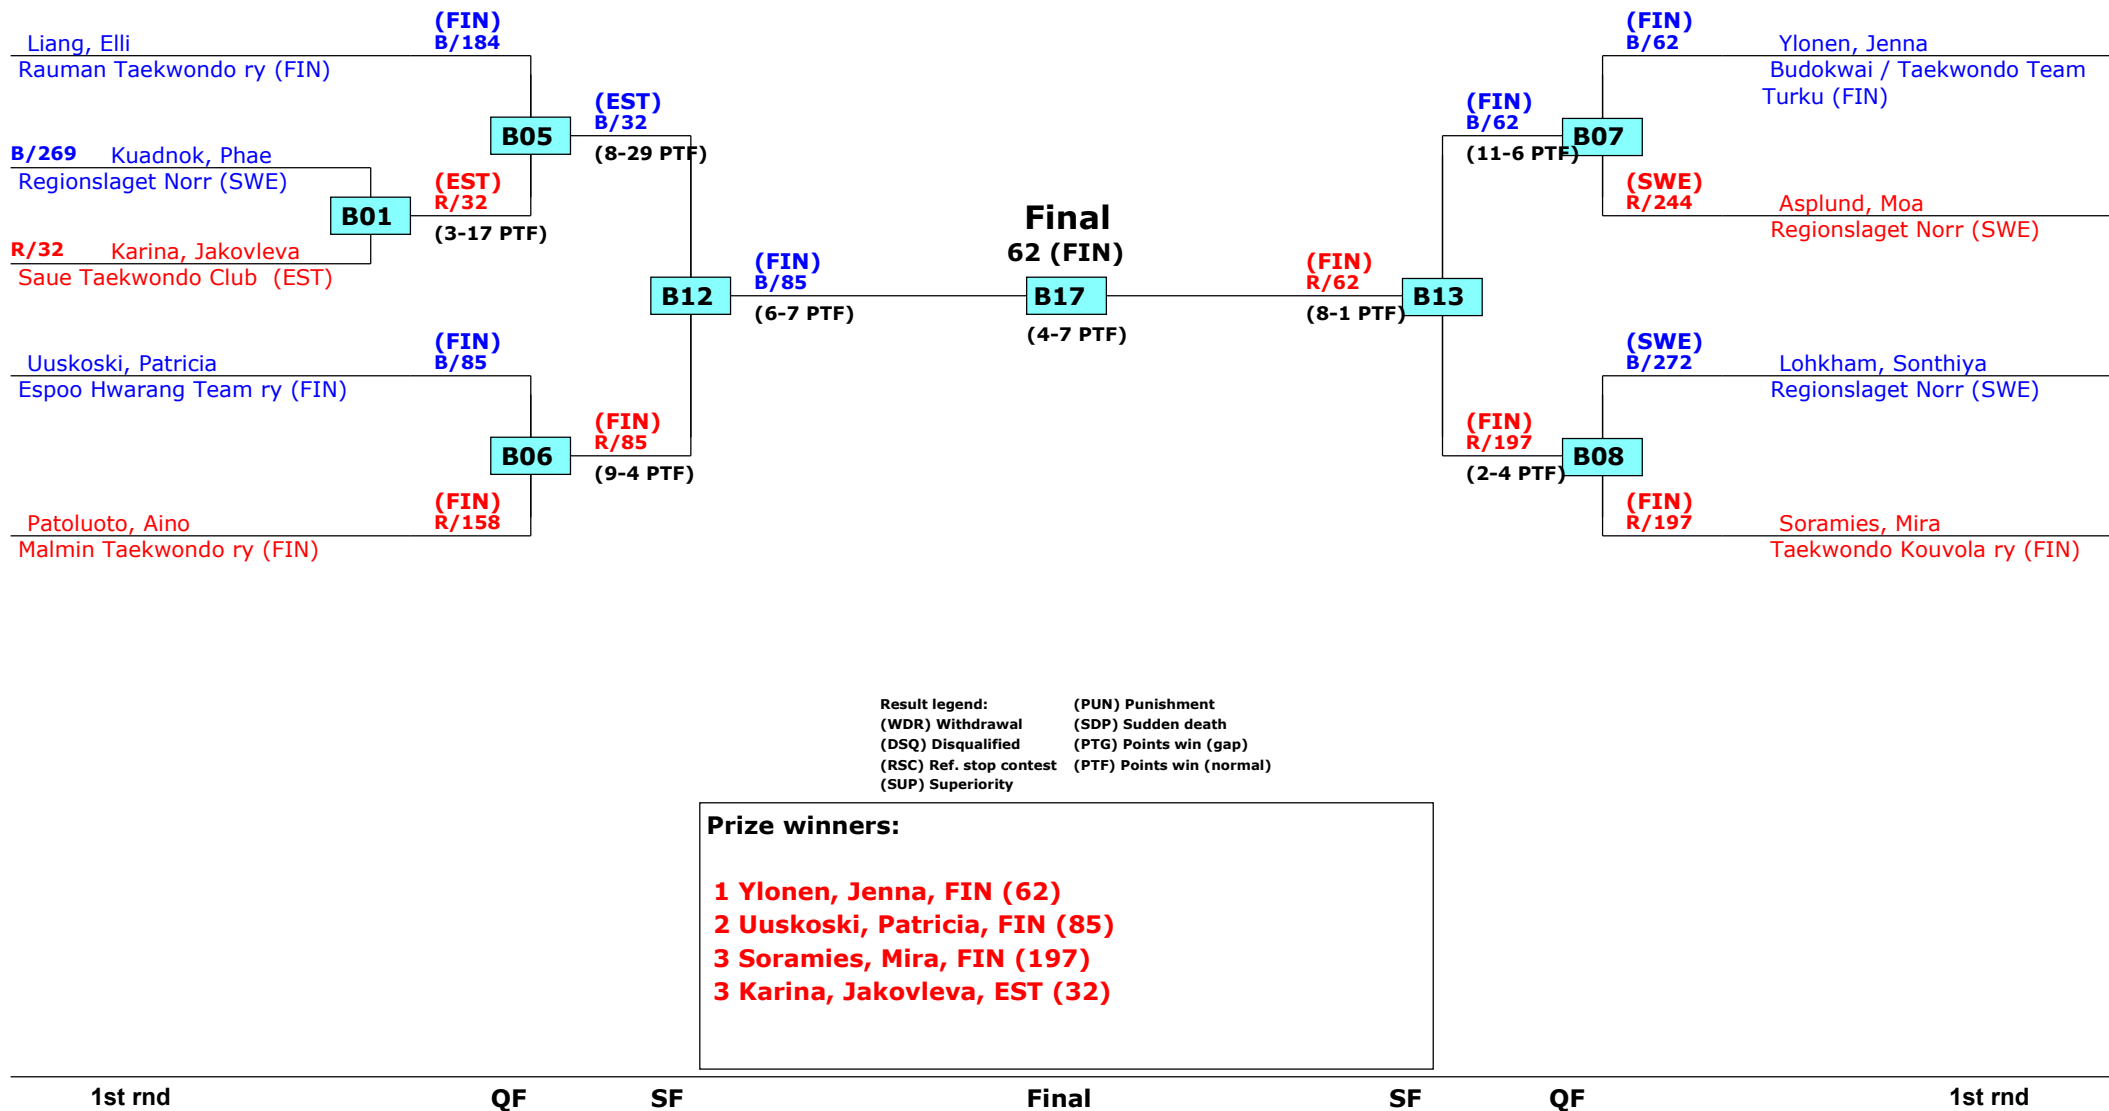 (FIN)
B/184
Liang, Elli
Rauman Taekwondo ry (FIN)
B05
(EST)
B/32
(8-29 PTF)
B/269 Kuadnok, Phae
Regionslaget Norr (SWE)
B01
(EST)
R/32
(3-17 PTF)
R/32 Karina, Jakovleva
Saue Taekwondo Club (EST)
B12
(FIN)
B/85
(6-7 PTF)
(FIN)
B/85
Uuskoski, Patricia
Espoo Hwarang Team ry (FIN)
B06
(FIN)
R/85
(9-4 PTF)
(FIN)
R/158
Patoluoto, Aino
Malmin Taekwondo ry (FIN)
Final
62 (FIN)
B17
(4-7 PTF)
(FIN)
B/62
Ylonen, Jenna
Budokwai / Taekwondo Team
Turku (FIN)
(FIN)
B/62
(11-6 PTF)
B07
(SWE)
R/244
Asplund, Moa
Regionslaget Norr (SWE)
(FIN)
R/62
(8-1 PTF)
B13
(SWE)
B/272
Lohkham, Sonthiya
Regionslaget Norr (SWE)
(FIN)
R/197
(2-4 PTF)
B08
(FIN)
R/197
Soramies, Mira
Taekwondo Kouvola ry (FIN)
Result legend: (PUN) Punishment
(WDR) Withdrawal (SDP) Sudden death
(DSQ) Disqualified (PTG) Points win (gap)
(RSC) Ref. stop contest (PTF) Points win (normal)
(SUP) Superiority
Prize winners:
1 Ylonen, Jenna, FIN (62)
2 Uuskoski, Patricia, FIN (85)
3 Soramies, Mira, FIN (197)
3 Karina, Jakovleva, EST (32)
1st rnd QF SF Final SF QF 1st rnd